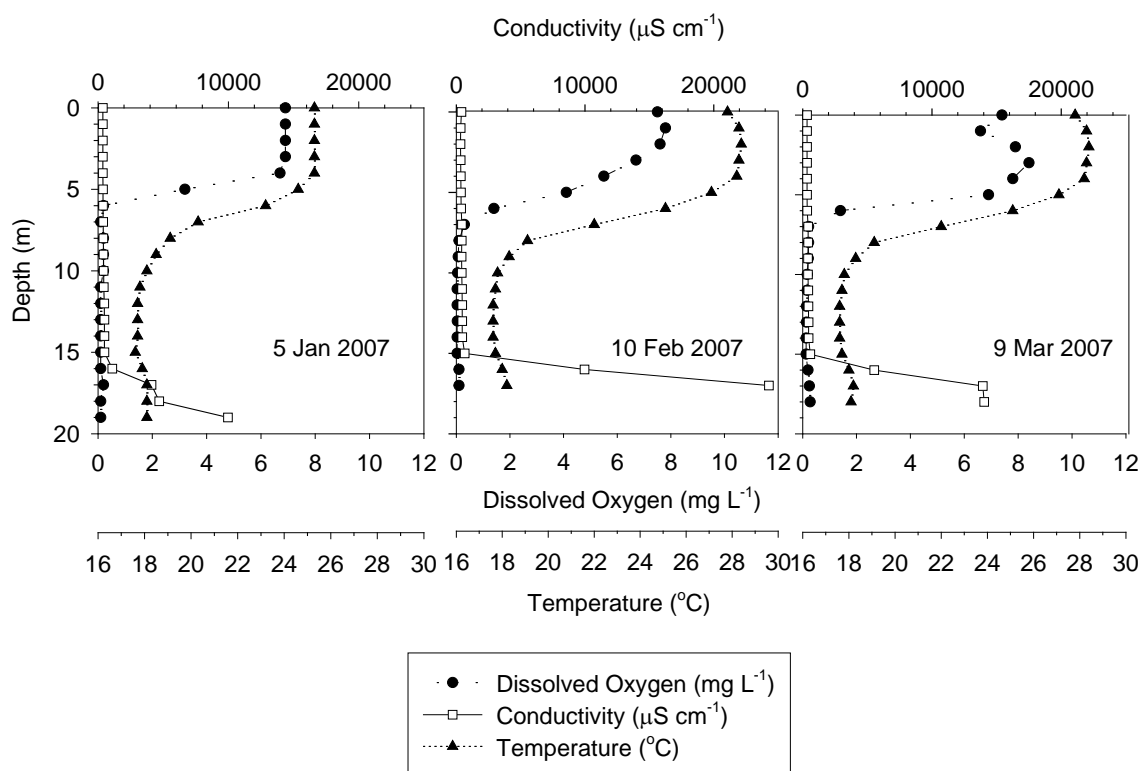 Conductivity (μS cm-1)
0 10000 20000 0 10000 20000 0 10000 20000
0
5
10
15
20
Depth (m)
5 Jan 2007 10 Feb 2007 9 Mar 2007
0 2 4 6 8 10 12 0 2 4 6 8 10 12 0 2 4 6 8 10 12
Dissolved Oxygen (mg L-1)
16 18 20 22 24 26 28 30 16 18 20 22 24 26 28 30 16 18 20 22 24 26 28 30
Temperature (oC)
Dissolved Oxygen (mg L-1)
Conductivity (μS cm-1)
Temperature (oC)